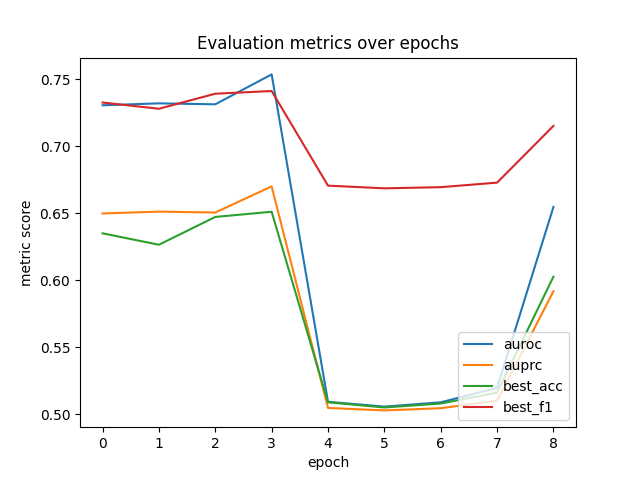 Evaluation metrics over epochs
metric score
0.75
0.70
0.65
0.60
0.55
0.50
0 1 2 3 4 5 6 7 8
epoch
auroc
auprc
best_acc
best_f1